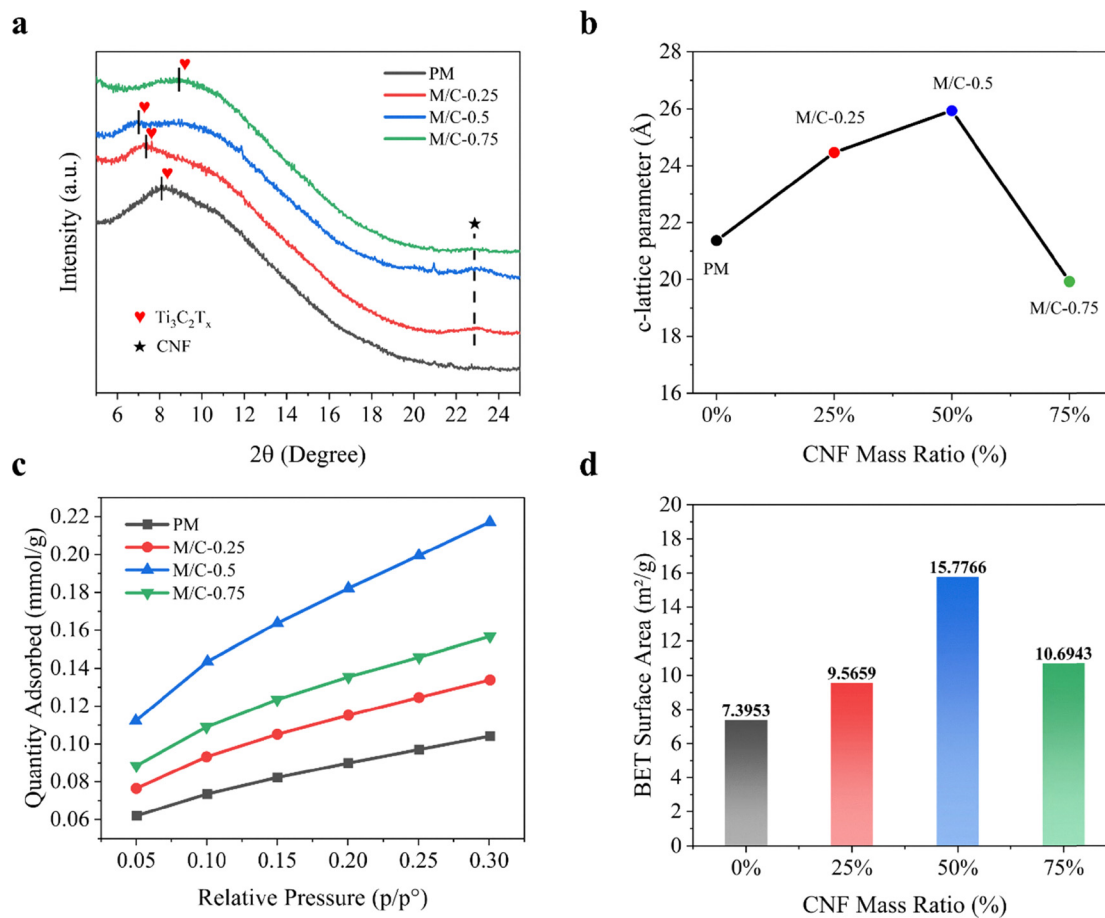 a
PM
M/C-0.25
M/C-0.5
M/C-0.75
Intensity (a.u.)
♥ Ti₃C₂Tₓ
★ CNF
6 8 10 12 14 16 18 20 22 24
2θ (Degree)
b
c-lattice parameter (Å)
28
26
24
22
20
18
16
PM
M/C-0.25
M/C-0.5
M/C-0.75
0% 25% 50% 75%
CNF Mass Ratio (%)
c
Quantity Adsorbed (mmol/g)
0.22
0.20
0.18
0.16
0.14
0.12
0.10
0.08
0.06
PM
M/C-0.25
M/C-0.5
M/C-0.75
0.05 0.10 0.15 0.20 0.25 0.30
Relative Pressure (p/p°)
d
BET Surface Area (m²/g)
20
18
16
14
12
10
8
6
4
2
0
7.3953
9.5659
15.7766
10.6943
0% 25% 50% 75%
CNF Mass Ratio (%)